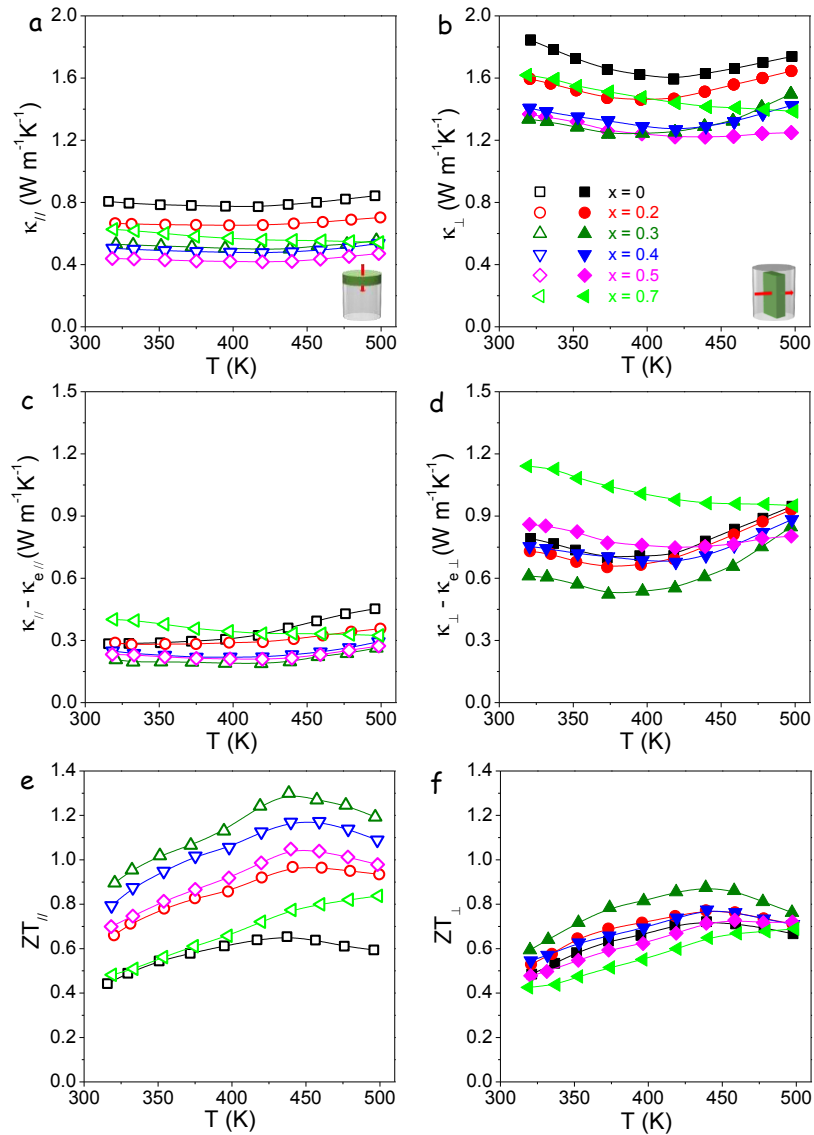 a
b
2.0
1.6
1.2
0.8
0.4
0.0
κ// (W m⁻¹K⁻¹)
300 350 400 450 500
T (K)
2.0
1.6
1.2
0.8
0.4
0.0
κ⊥ (W m⁻¹K⁻¹)
x = 0
x = 0.2
x = 0.3
x = 0.4
x = 0.5
x = 0.7
300 350 400 450 500
T (K)
c
d
1.5
1.2
0.9
0.6
0.3
0.0
κ// - κe// (W m⁻¹K⁻¹)
300 350 400 450 500
T (K)
1.5
1.2
0.9
0.6
0.3
0.0
κ⊥ - κe⊥ (W m⁻¹K⁻¹)
300 350 400 450 500
T (K)
e
f
1.4
1.2
1.0
0.8
0.6
0.4
0.2
0.0
ZT//
300 350 400 450 500
T (K)
1.4
1.2
1.0
0.8
0.6
0.4
0.2
0.0
ZT⊥
300 350 400 450 500
T (K)